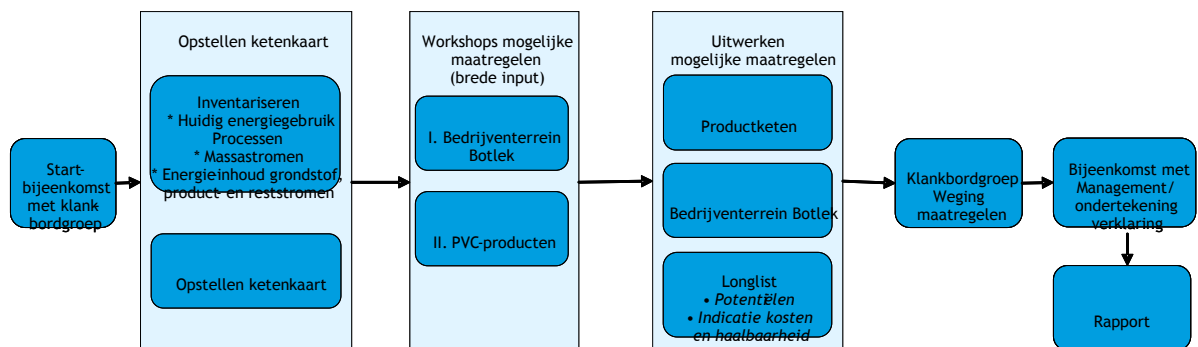 Start-
bijeenkomst
met klank-
bordgroep
Opstellen ketenkaart
Inventariseren
* Huidig energiegebruik
Processen
* Massastromen
* Energie-inhoud grondstof,
product- en reststromen
Opstellen ketenkaart
Workshops mogelijke
maatregelen
(brede input)
I. Bedrijventerrein
Botlek
II. PVC-producten
Uitwerken
mogelijke maatregelen
Productketen
Bedrijventerrein Botlek
Longlist
• Potentiëlen
• Indicatie kosten
en haalbaarheid
Klankbordgroep
Weging
maatregelen
Bijeenkomst met
Management/
ondertekening
verklaring
Rapport